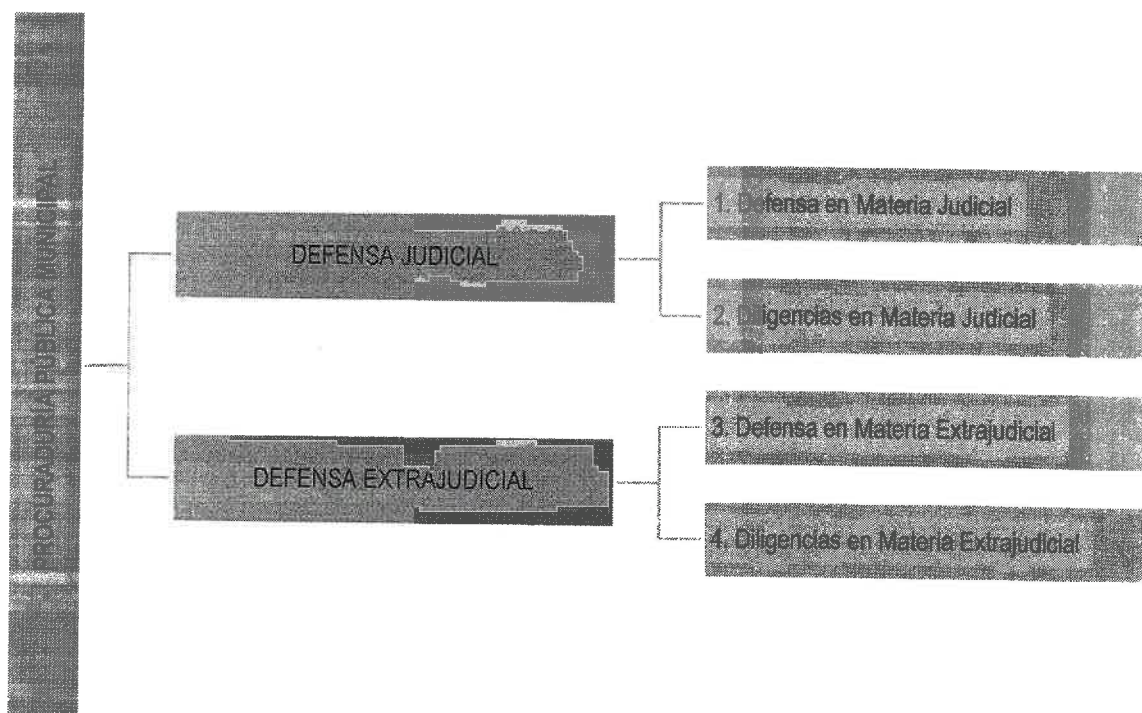 PROCURADURÍA PÚBLICA MUNICIPAL
DEFENSA JUDICIAL
1. Defensa en Materia Judicial
2. Diligencias en Materia Judicial
DEFENSA EXTRAJUDICIAL
3. Defensa en Materia Extrajudicial
4. Diligencias en Materia Extrajudicial